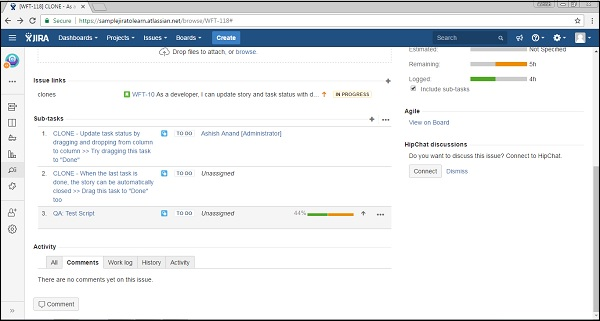 [WFT-118] CLONE - As a
Secure
https://samplejiratolearn.atlassian.net/browse/WFT-118#
JIRA Dashboards Projects Issues Boards Create Search
Drop files to attach, or browse.
Issue links
clones WFT-10 As a developer, I can update story and task status with d... IN PROGRESS
Sub-tasks
1. CLONE - Update task status by TO DO Ashish Anand [Administrator]
dragging and dropping from column
to column >> Try dragging this task
to "Done"
2. CLONE - When the last task is TO DO Unassigned
done, the story can be automatically
closed >> Drag this task to "Done"
too
3. QA: Test Script TO DO Unassigned 44%
Activity
All Comments Work log History Activity
There are no comments yet on this issue.
Comment
Estimated: Not Specified
Remaining: 5h
Logged: 4h
Include sub-tasks
Agile
View on Board
HipChat discussions
Do you want to discuss this issue? Connect to HipChat.
Connect Dismiss